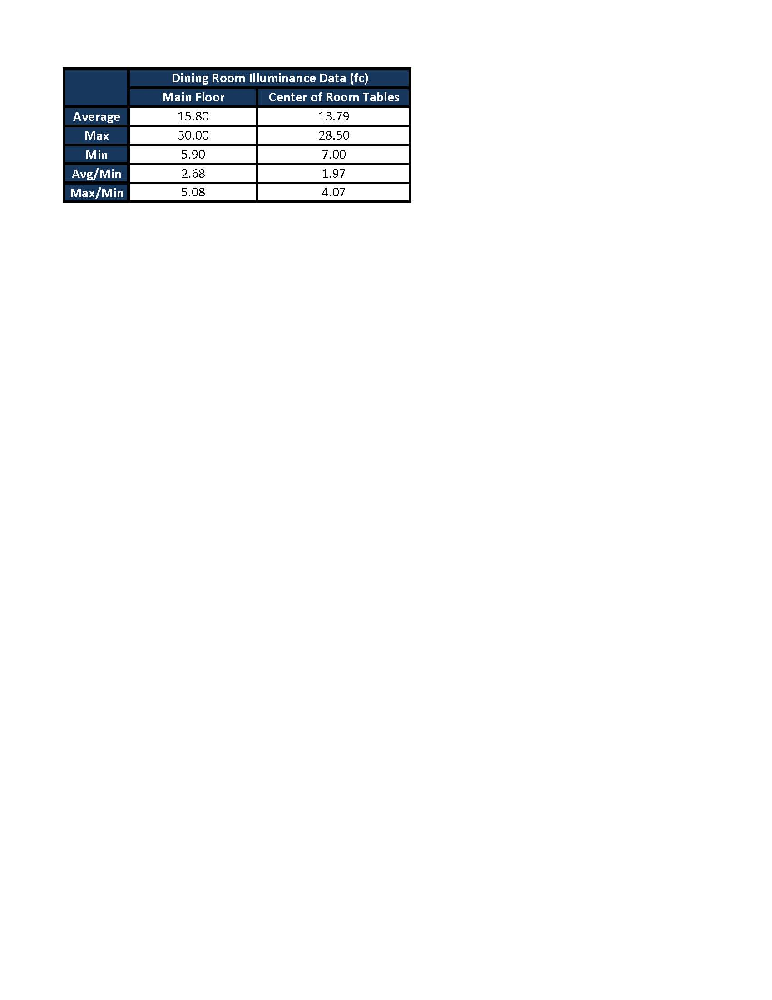 Dining Room Illuminance Data (fc)
Main Floor Center of Room Tables
Average 15.80 13.79
Max 30.00 28.50
Min 5.90 7.00
Avg/Min 2.68 1.97
Max/Min 5.08 4.07